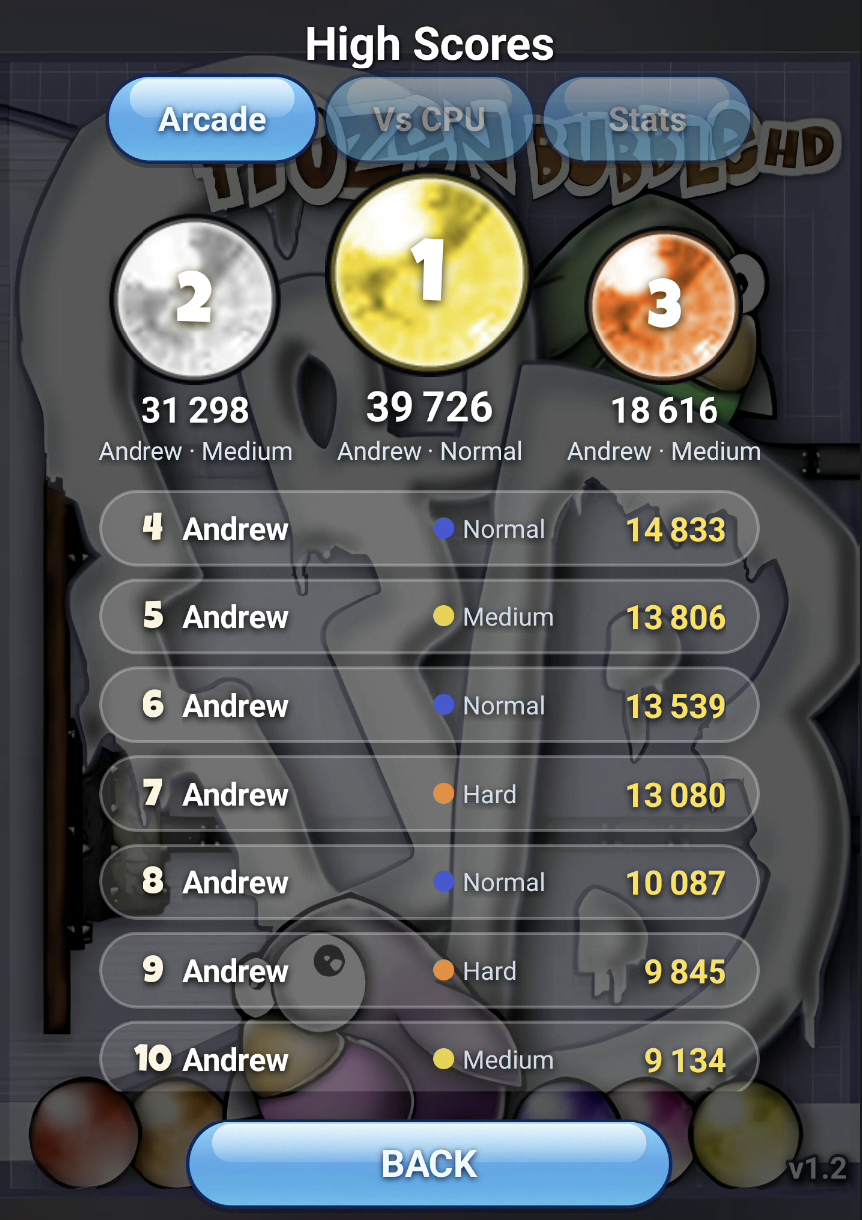 High Scores
Arcade Vs CPU Stats
FROZEN BUBBLE HD
2 1 3
31 298 39 726 18 616
Andrew · Medium Andrew · Normal Andrew · Medium
4 Andrew Normal 14 833
5 Andrew Medium 13 806
6 Andrew Normal 13 539
7 Andrew Hard 13 080
8 Andrew Normal 10 087
9 Andrew Hard 9 845
10 Andrew Medium 9 134
BACK
v1.2